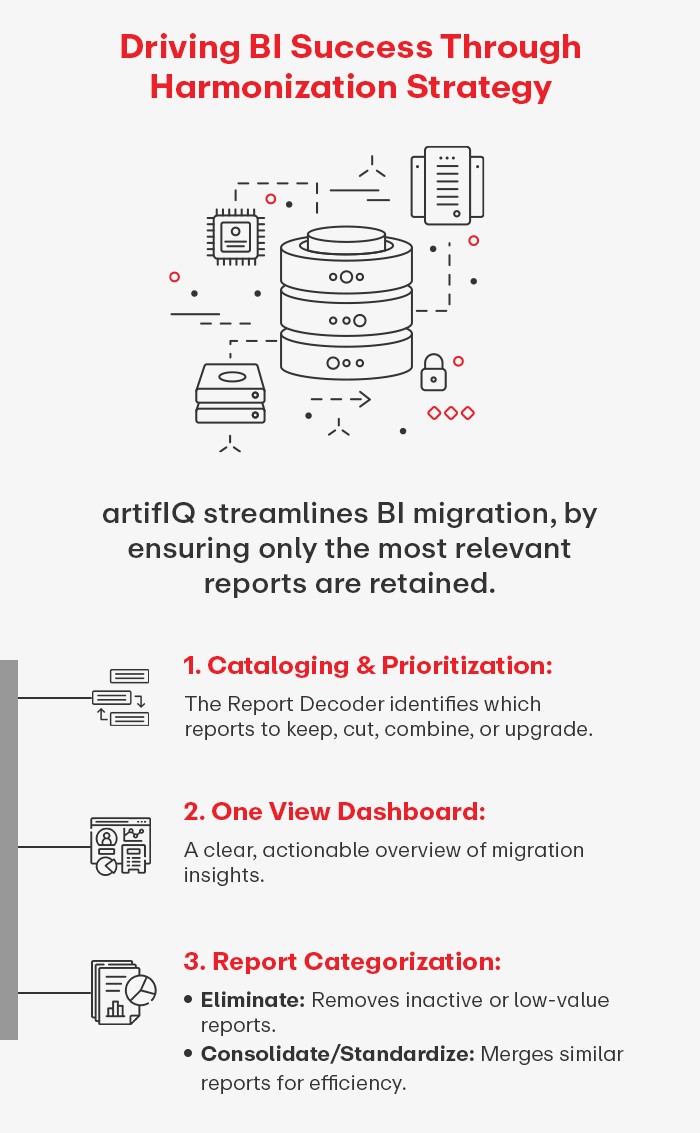 Driving BI Success Through
Harmonization Strategy
artifIQ streamlines BI migration, by
ensuring only the most relevant
reports are retained.
1. Cataloging & Prioritization:
The Report Decoder identifies which
reports to keep, cut, combine, or upgrade.
2. One View Dashboard:
A clear, actionable overview of migration
insights.
3. Report Categorization:
• Eliminate: Removes inactive or low-value
reports.
• Consolidate/Standardize: Merges similar
reports for efficiency.